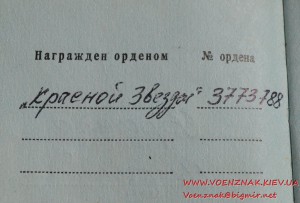 Награжден орденом № ордена
„Красной Звезды" 3773788
WWW.VOENZNAK.KIEV.UA
Voenznak@bigmir.net